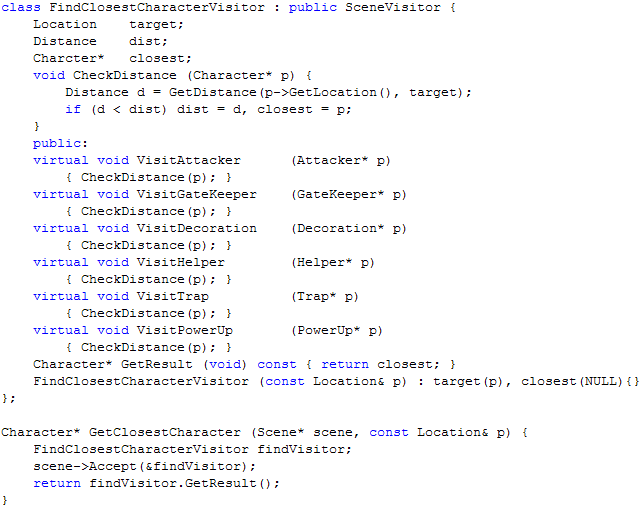 class FindClosestCharacterVisitor : public SceneVisitor {
    Location    target;
    Distance    dist;
    Charcter*   closest;
    void CheckDistance (Character* p) {
        Distance d = GetDistance(p->GetLocation(), target);
        if (d < dist) dist = d, closest = p;
    }
    public:
    virtual void VisitAttacker      (Attacker* p)
        { CheckDistance(p); }
    virtual void VisitGateKeeper    (GateKeeper* p)
        { CheckDistance(p); }
    virtual void VisitDecoration    (Decoration* p)
        { CheckDistance(p); }
    virtual void VisitHelper        (Helper* p)
        { CheckDistance(p); }
    virtual void VisitTrap          (Trap* p)
        { CheckDistance(p); }
    virtual void VisitPowerUp       (PowerUp* p)
        { CheckDistance(p); }
    Character* GetResult (void) const { return closest; }
    FindClosestCharacterVisitor (const Location& p) : target(p), closest(NULL){}
};

Character* GetClosestCharacter (Scene* scene, const Location& p) {
    FindClosestCharacterVisitor findVisitor;
    scene->Accept(&findVisitor);
    return findVisitor.GetResult();
}